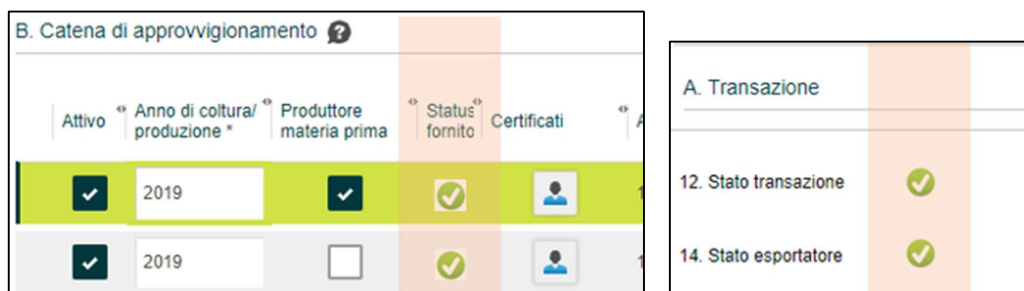 B. Catena di approvvigionamento ?
Attivo
Anno di coltura/
produzione *
Produttore
materia prima
Status
fornito
Certificati
2019
2019
A. Transazione
12. Stato transazione
14. Stato esportatore